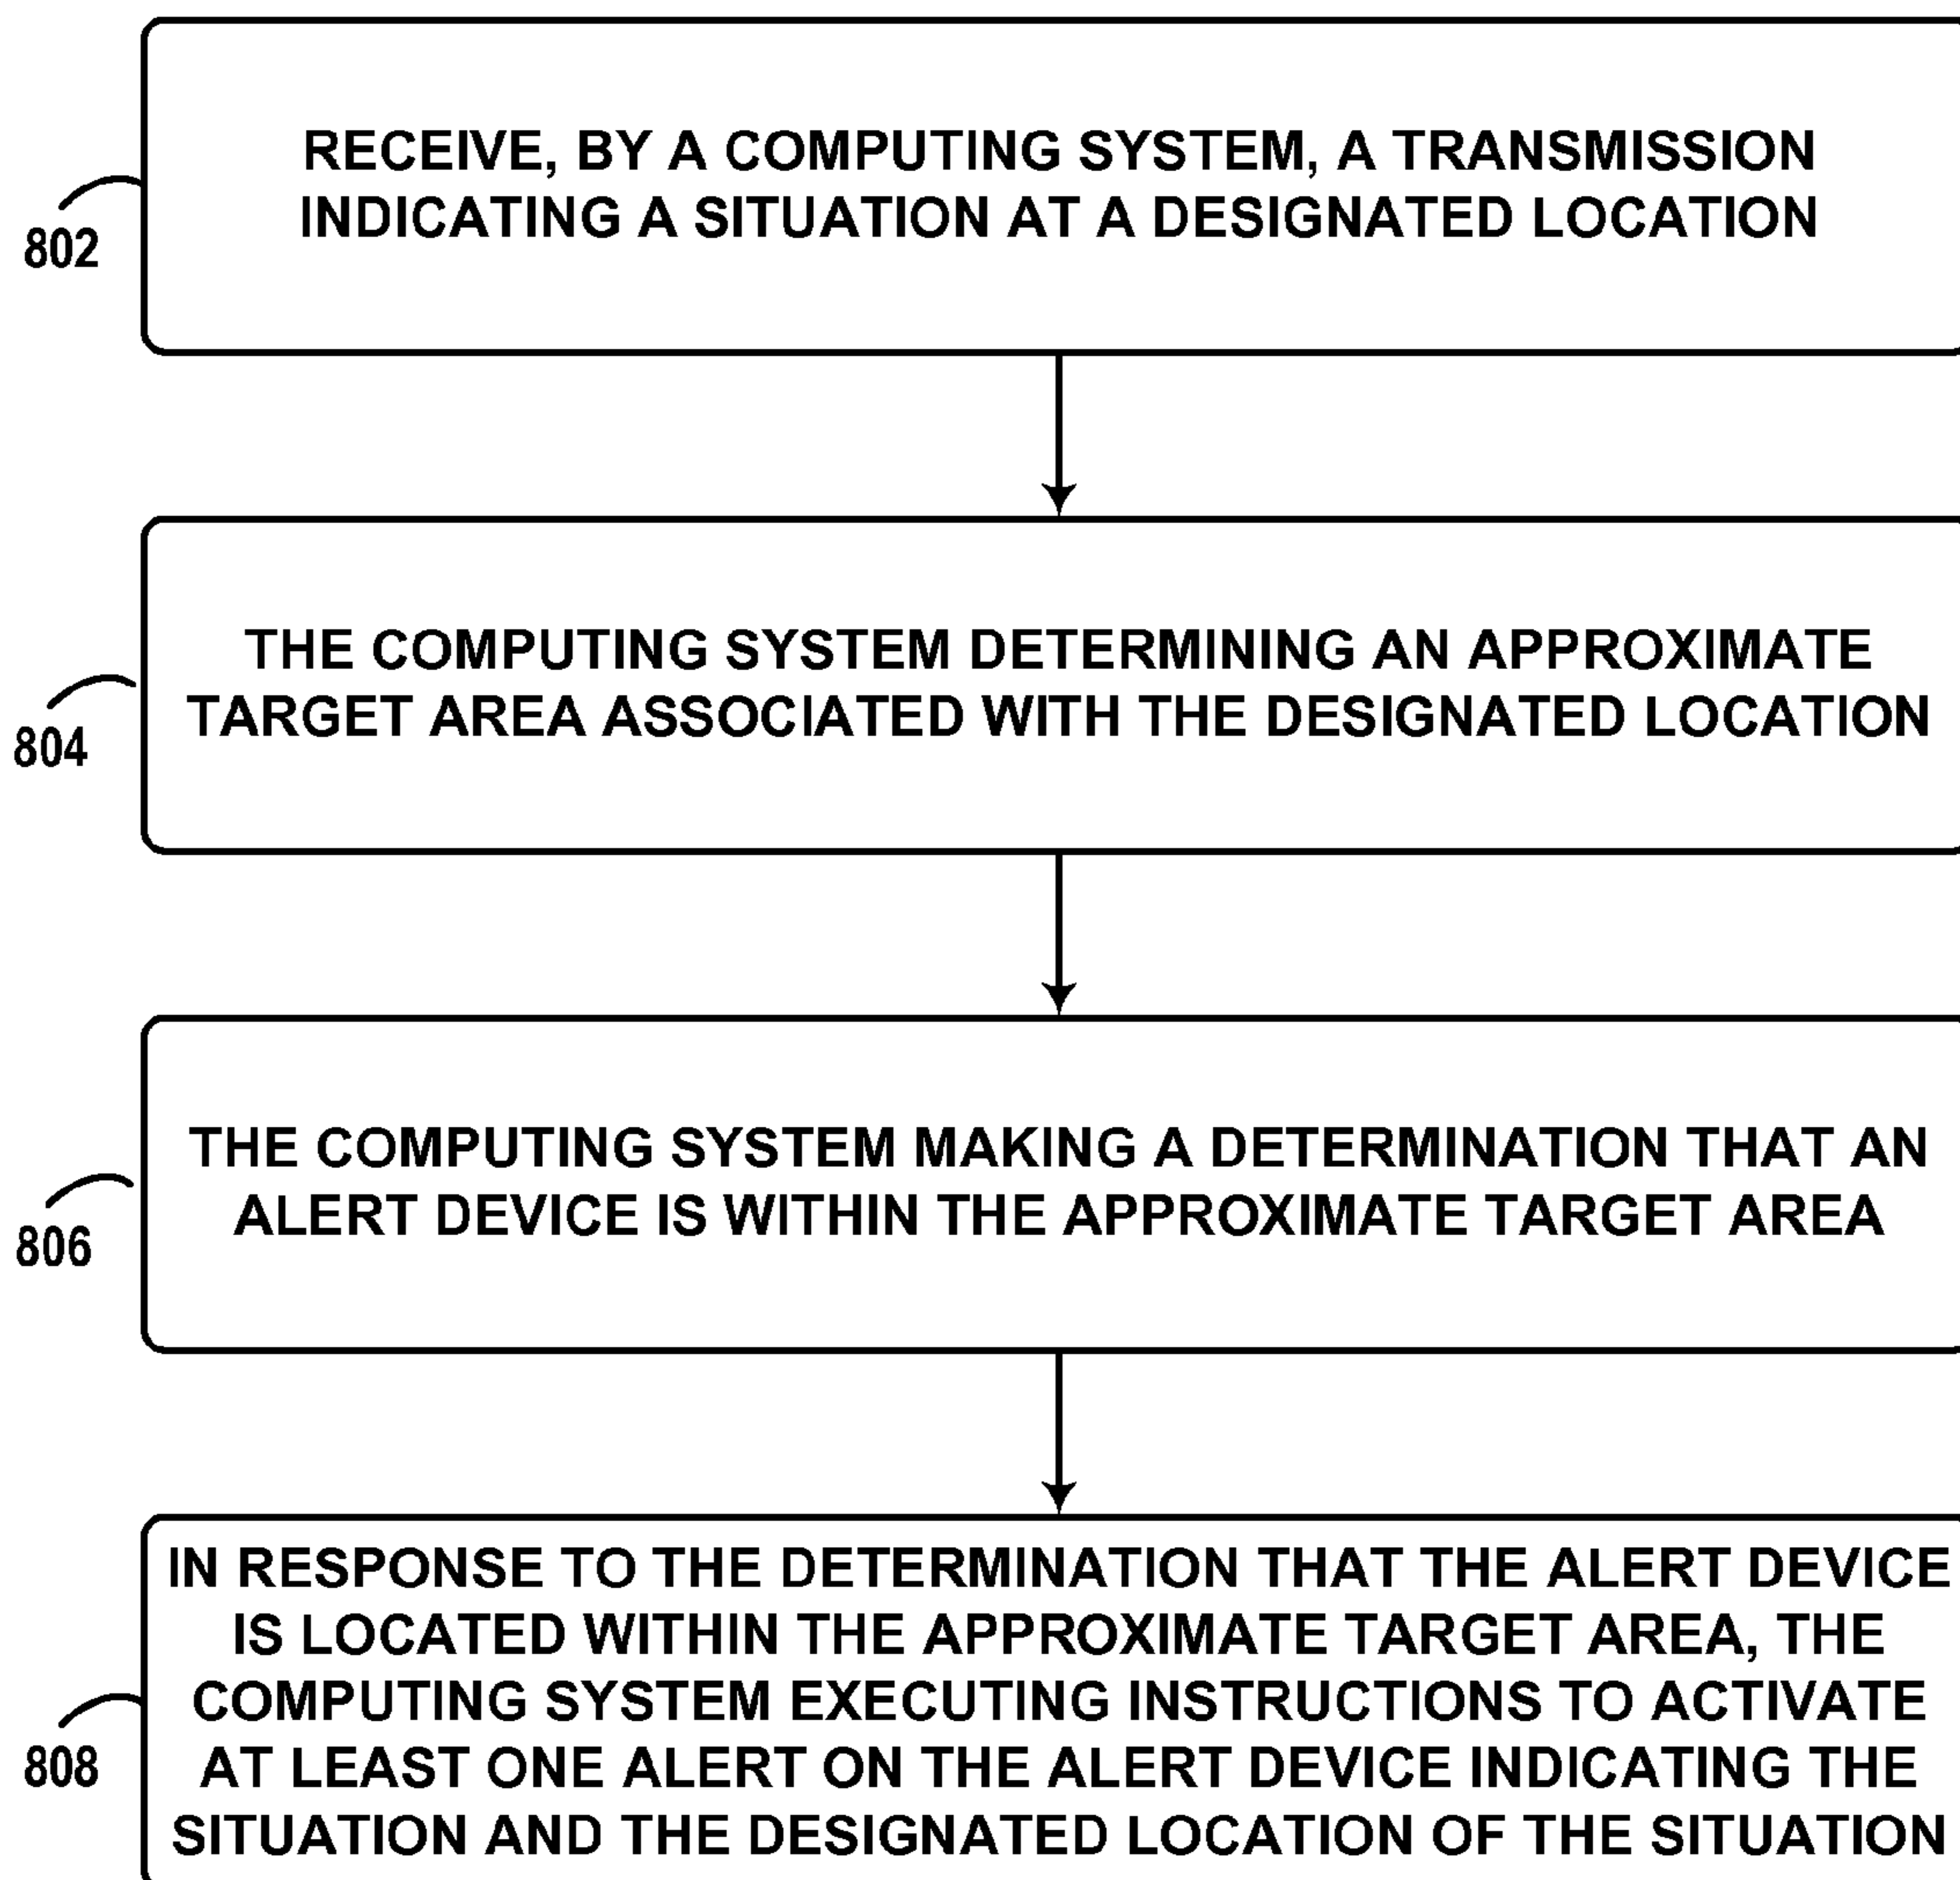 RECEIVE, BY A COMPUTING SYSTEM, A TRANSMISSION
INDICATING A SITUATION AT A DESIGNATED LOCATION
802
THE COMPUTING SYSTEM DETERMINING AN APPROXIMATE
TARGET AREA ASSOCIATED WITH THE DESIGNATED LOCATION
804
THE COMPUTING SYSTEM MAKING A DETERMINATION THAT AN
ALERT DEVICE IS WITHIN THE APPROXIMATE TARGET AREA
806
IN RESPONSE TO THE DETERMINATION THAT THE ALERT DEVICE
IS LOCATED WITHIN THE APPROXIMATE TARGET AREA, THE
COMPUTING SYSTEM EXECUTING INSTRUCTIONS TO ACTIVATE
AT LEAST ONE ALERT ON THE ALERT DEVICE INDICATING THE
SITUATION AND THE DESIGNATED LOCATION OF THE SITUATION
808